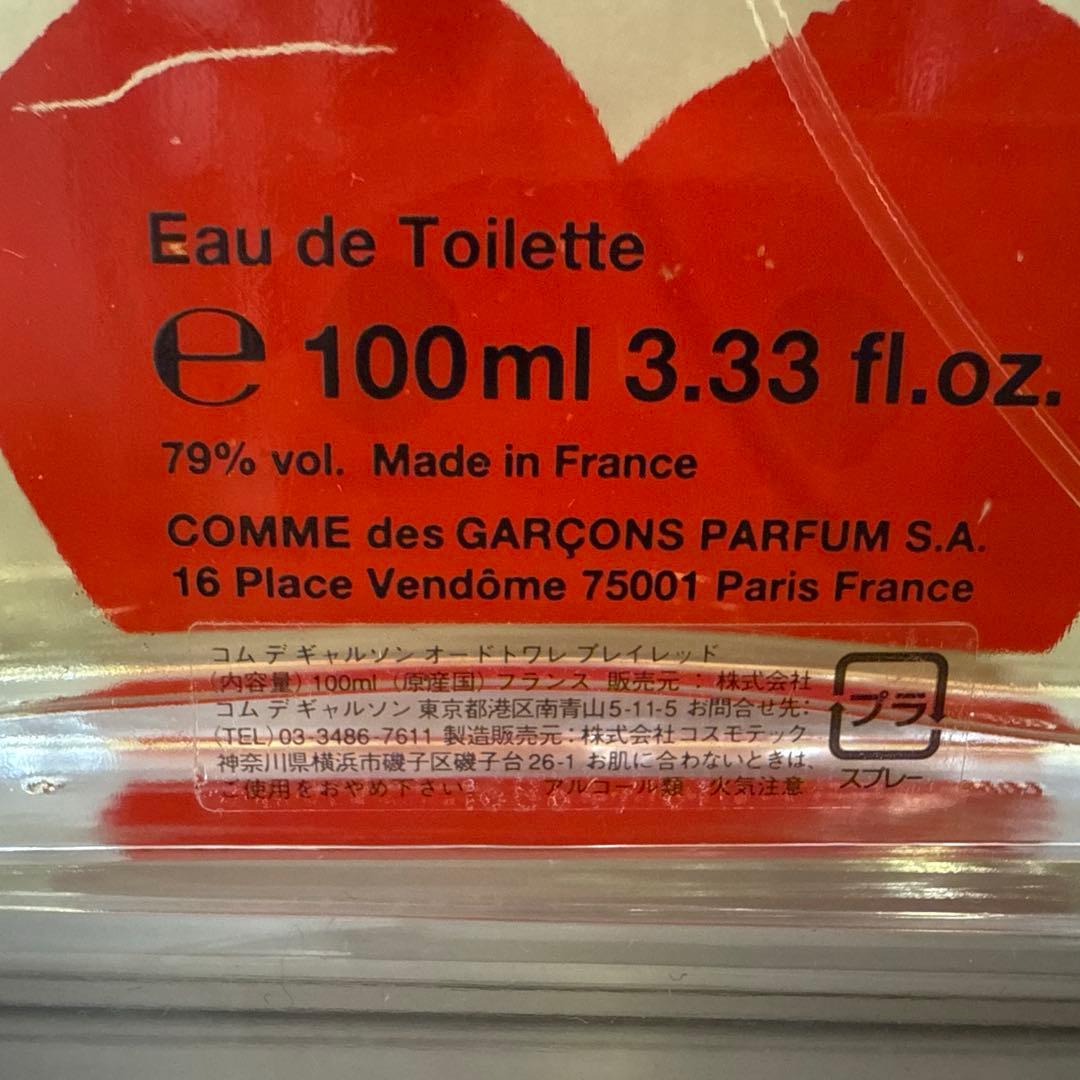 Eau de Toilette
℮ 100ml 3.33 fl.oz.
79% vol. Made in France
COMME des GARÇONS PARFUM S.A.
16 Place Vendôme 75001 Paris France
コム デ ギャルソン オードトワレ プレイレッド
(内容量) 100ml (原産国) フランス 販売元 : 株式会社
コム デ ギャルソン 東京都港区南青山5-11-5 お問合せ先:
(TEL) 03-3486-7611 製造販売元 : 株式会社コスモテック
神奈川県横浜市磯子区磯子台26-1 お肌に合わないときは、
ご使用をおやめ下さい アルコール類 火気注意
プラ
スプレー